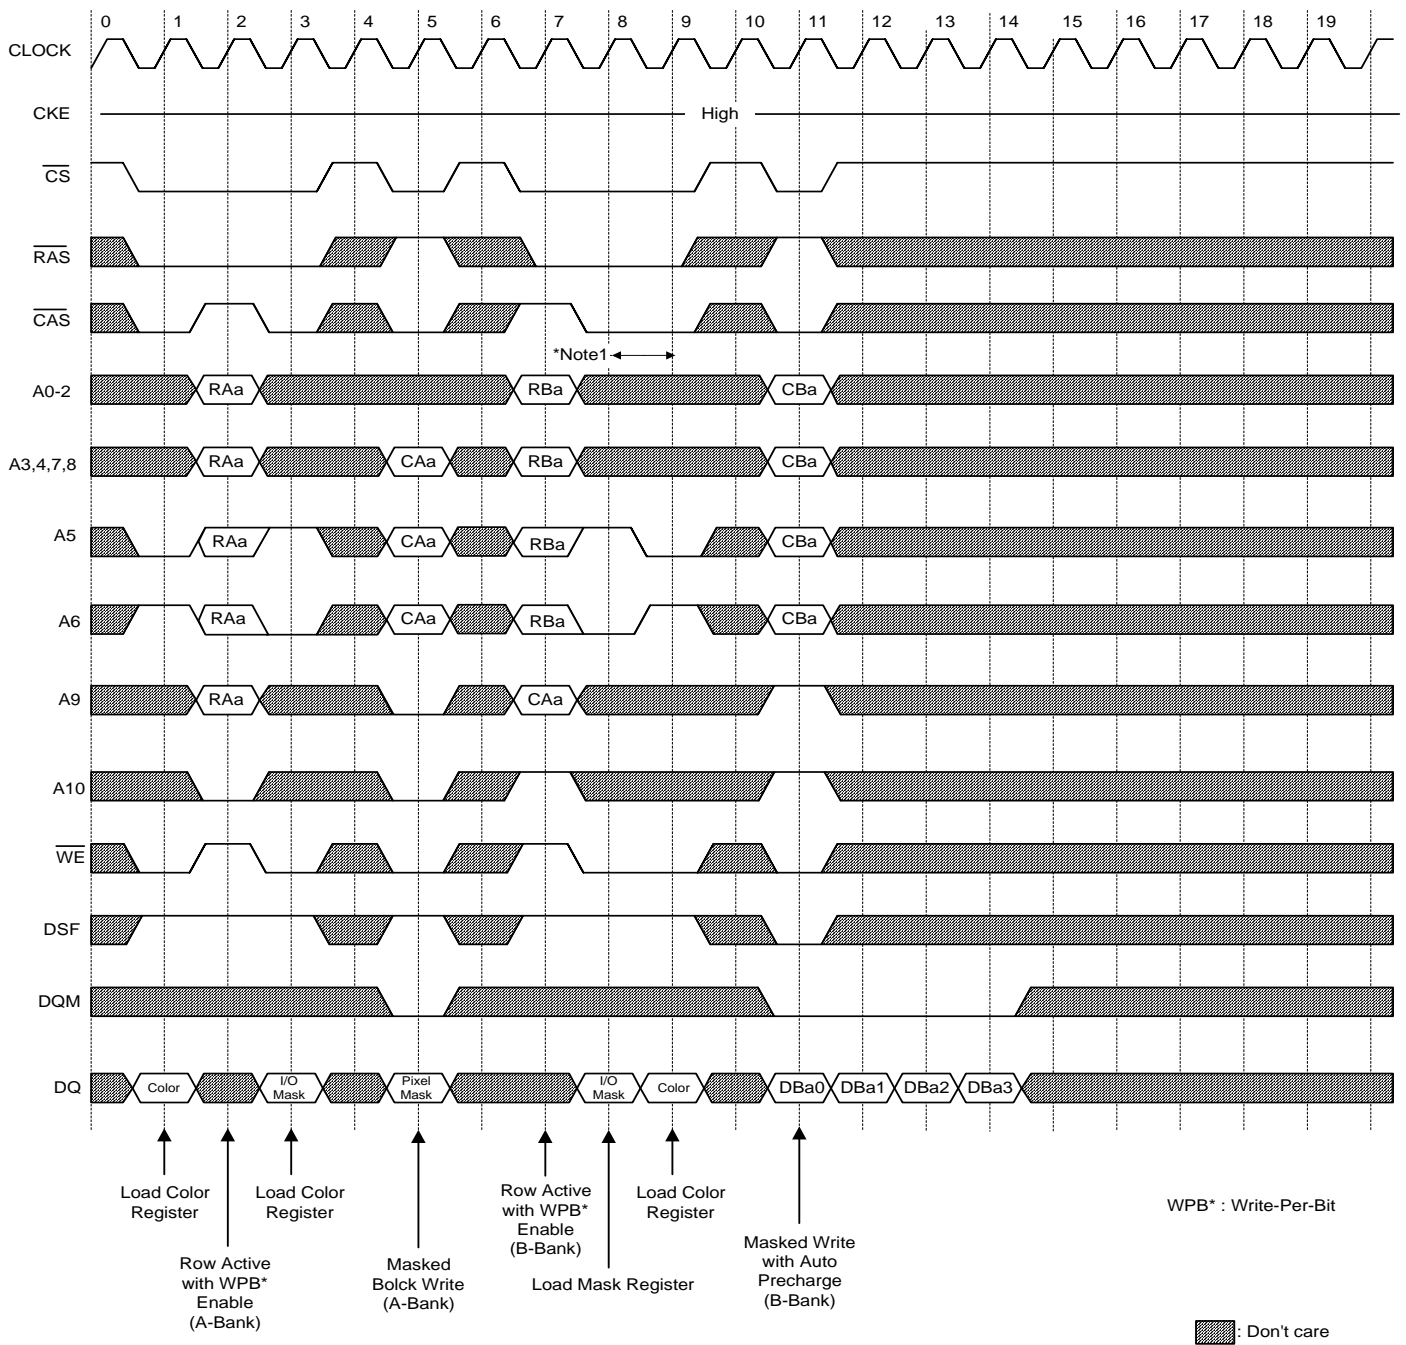 0 1 2 3 4 5 6 7 8 9 10 11 12 13 14 15 16 17 18 19
CLOCK
CKE High
CS
RAS
CAS
*Note1
A0-2 RAa RBa CBa
A3,4,7,8 RAa CAa RBa CBa
A5 RAa CAa RBa CBa
A6 RAa CAa RBa CBa
A9 RAa CAa
A10
WE
DSF
DQM
DQ Color I/O Mask Pixel Mask I/O Mask Color DBa0 DBa1 DBa2 DBa3
Load Color
Register
Row Active
with WPB*
Enable
(A-Bank)
Load Color
Register
Masked
Bolck Write
(A-Bank)
Row Active
with WPB*
Enable
(B-Bank)
Load Mask Register
Load Color
Register
Masked Write
with Auto
Precharge
(B-Bank)
WPB* : Write-Per-Bit
: Don't care